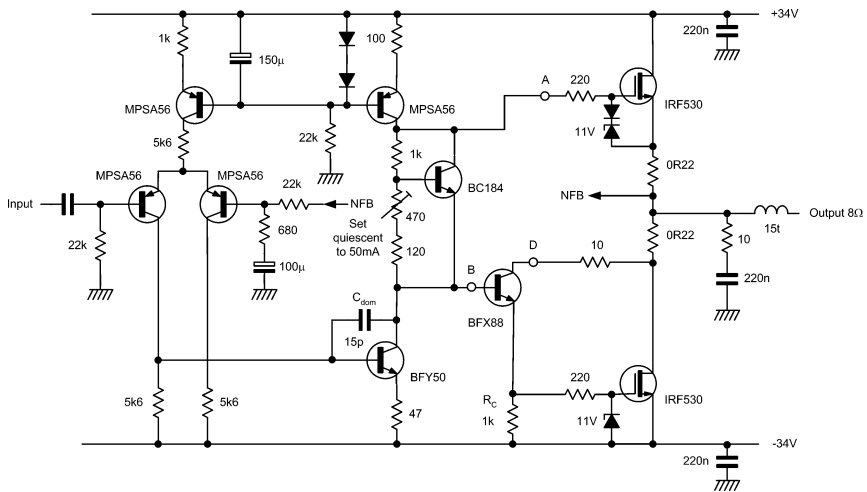 +34V
1k
150µ
100
220n
A
220
MPSA56
MPSA56
IRF530
11V
22k
5k6
1k
0R22
MPSA56
MPSA56
BC184
22k
NFB
NFB
Input
470
Output 8Ω
Set
quiescent
to 50mA
680
22k
120
0R22
10
15t
B
D
10
100µ
220n
BFX88
Cdom
15p
BFY50
220
IRF530
5k6
5k6
47
RC
1k
11V
-34V
220n